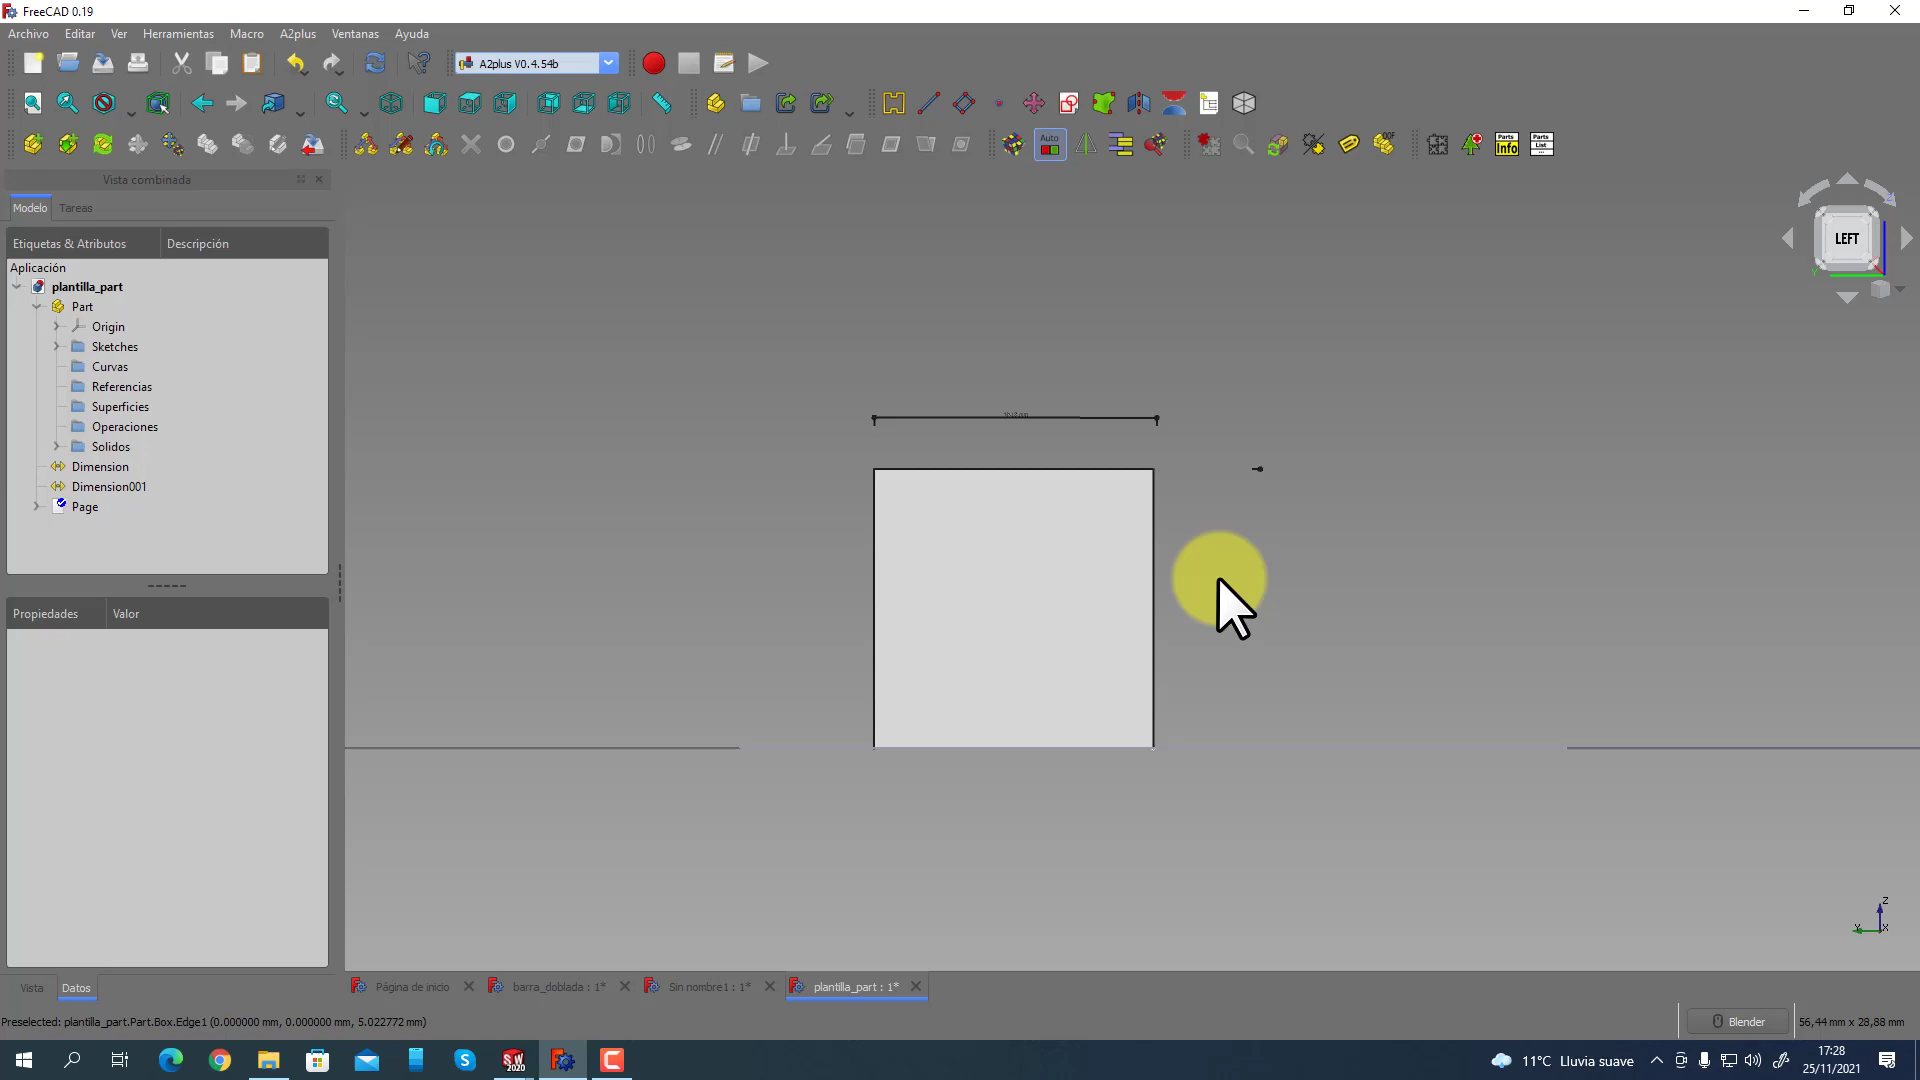 FreeCAD 0.19
Archivo Editar Ver Herramientas Macro A2plus Ventanas Ayuda
A2plus V0.4.54b
Auto
DOF
Parts Info
Parts List ...
Vista combinada
Modelo Tareas
Etiquetas & Atributos Descripción
Aplicación
plantilla_part
Part
Origin
Sketches
Curvas
Referencias
Superficies
Operaciones
Solidos
Dimension
Dimension001
Page
Propiedades Valor
LEFT
Y
Z
Y X
Vista Datos
Página de inicio barra_doblada : 1* Sin nombre1 : 1* plantilla_part : 1*
Preselected: plantilla_part.Part.Box.Edge1 (0.000000 mm, 0.000000 mm, 5.022772 mm)
Blender 56,44 mm x 28,88 mm
SW 2020
11°C Lluvia suave
17:28
25/11/2021